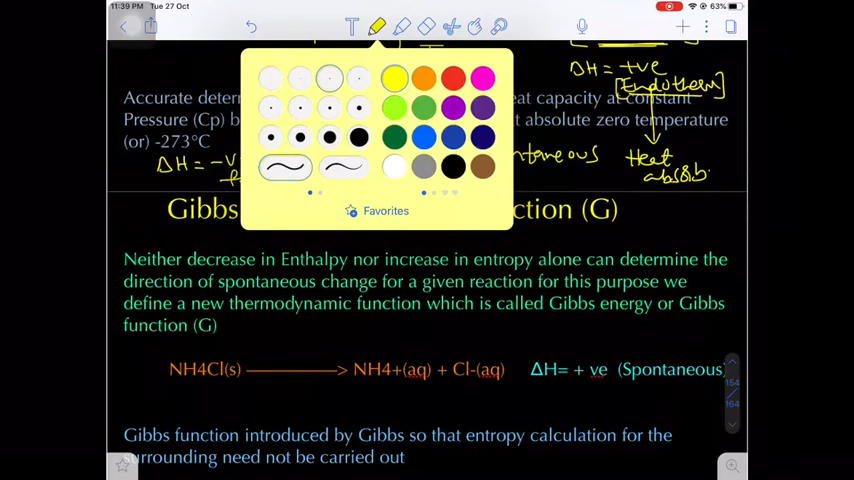 11:39 PM Tue 27 Oct 63%
ΔH = +ve
[Endotherm]
Accurate eat capacity at constant
Pressure (Cp) t absolute zero temperature
(or) -273°C
ΔH = Heat
absorb.
Gibbs (G)
Favorites
Neither decrease in Enthalpy nor increase in entropy alone can determine the
direction of spontaneous change for a given reaction for this purpose we
define a new thermodynamic function which is called Gibbs energy or Gibbs
function (G)
NH4Cl(s) ————————> NH4+(aq) + Cl-(aq) ΔH= + ve (Spontaneous)
154
164
Gibbs function introduced by Gibbs so that entropy calculation for the
surrounding need not be carried out